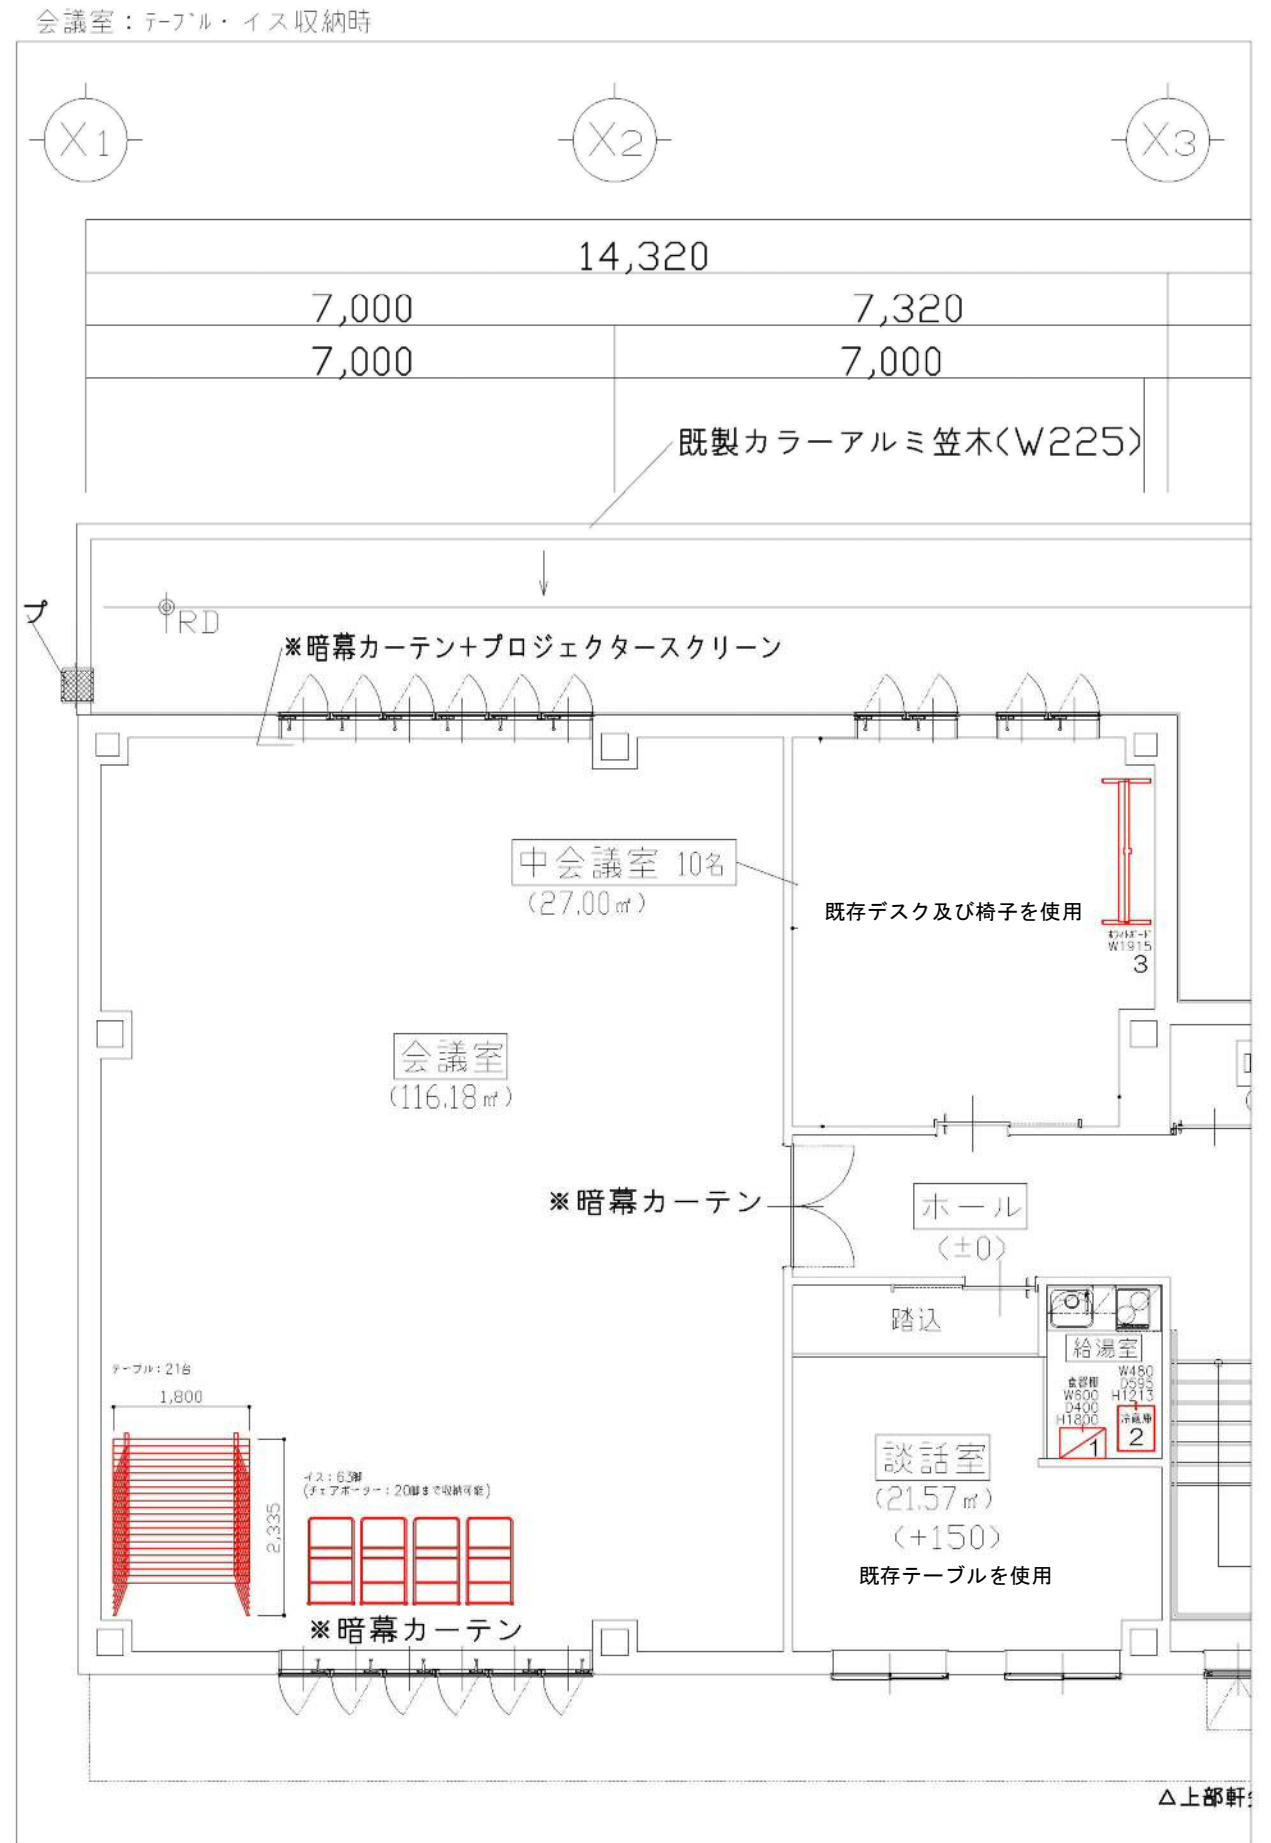 会議室：テーブル・イス収納時
X1
X2
X3
14,320
7,000
7,320
7,000
7,000
既製カラーアルミ笠木(W225)
プ
RD
※暗幕カーテン+プロジェクタースクリーン
中会議室 10名
(27.00㎡)
既存デスク及び椅子を使用
ホワイトボード
W1915
3
会議室
(116.18㎡)
※暗幕カーテン
ホール
(±0)
踏込
給湯室
W480
D595
H1213
食器棚
W600
D400
H1800
冷蔵庫
1
2
テーブル：21台
1,800
2,335
イス：63脚
(チェアポーター：20脚まで収納可能)
談話室
(21.57㎡)
(+150)
既存テーブルを使用
※暗幕カーテン
△上部軒